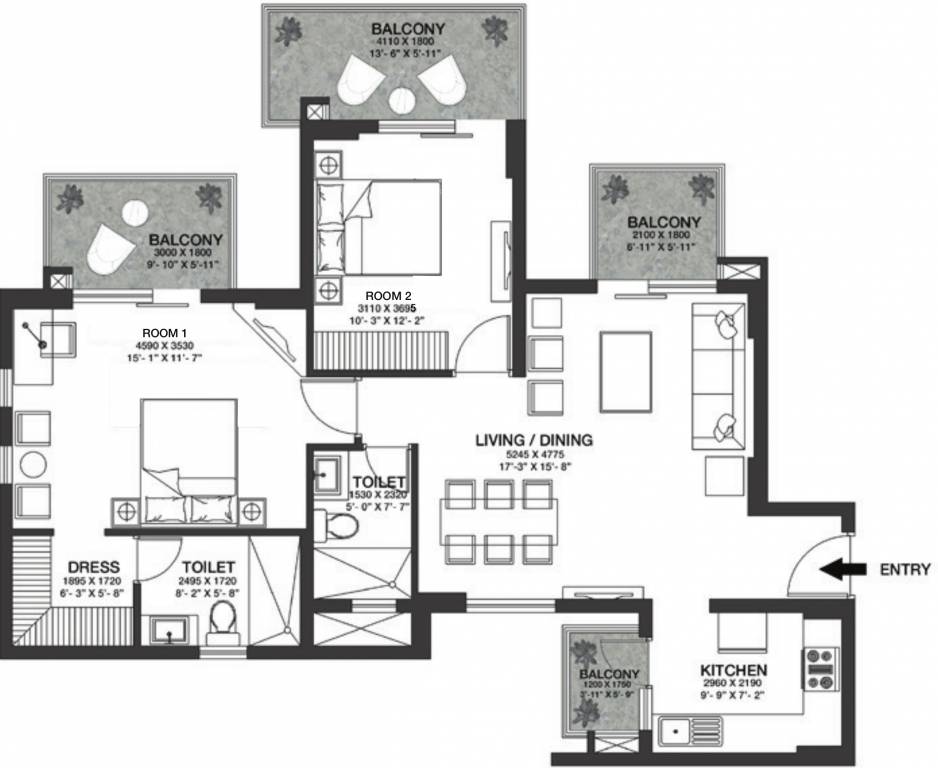 BALCONY
4110 X 1800
13'- 6" X 5'-11"
BALCONY
3000 X 1800
9'- 10" X 5'-11"
BALCONY
2100 X 1800
6'-11" X 5'-11"
ROOM 2
3110 X 3695
10'- 3" X 12'- 2"
ROOM 1
4590 X 3530
15'- 1" X 11'- 7"
LIVING / DINING
5245 X 4775
17'-3" X 15'- 8"
TOILET
1530 X 2320
5'- 0" X 7'- 7"
DRESS
1895 X 1720
6'- 3" X 5'- 8"
TOILET
2495 X 1720
8'- 2" X 5'- 8"
ENTRY
BALCONY
1200 X 1750
3'-11" X 5'- 9"
KITCHEN
2960 X 2190
9'- 9" X 7'- 2"